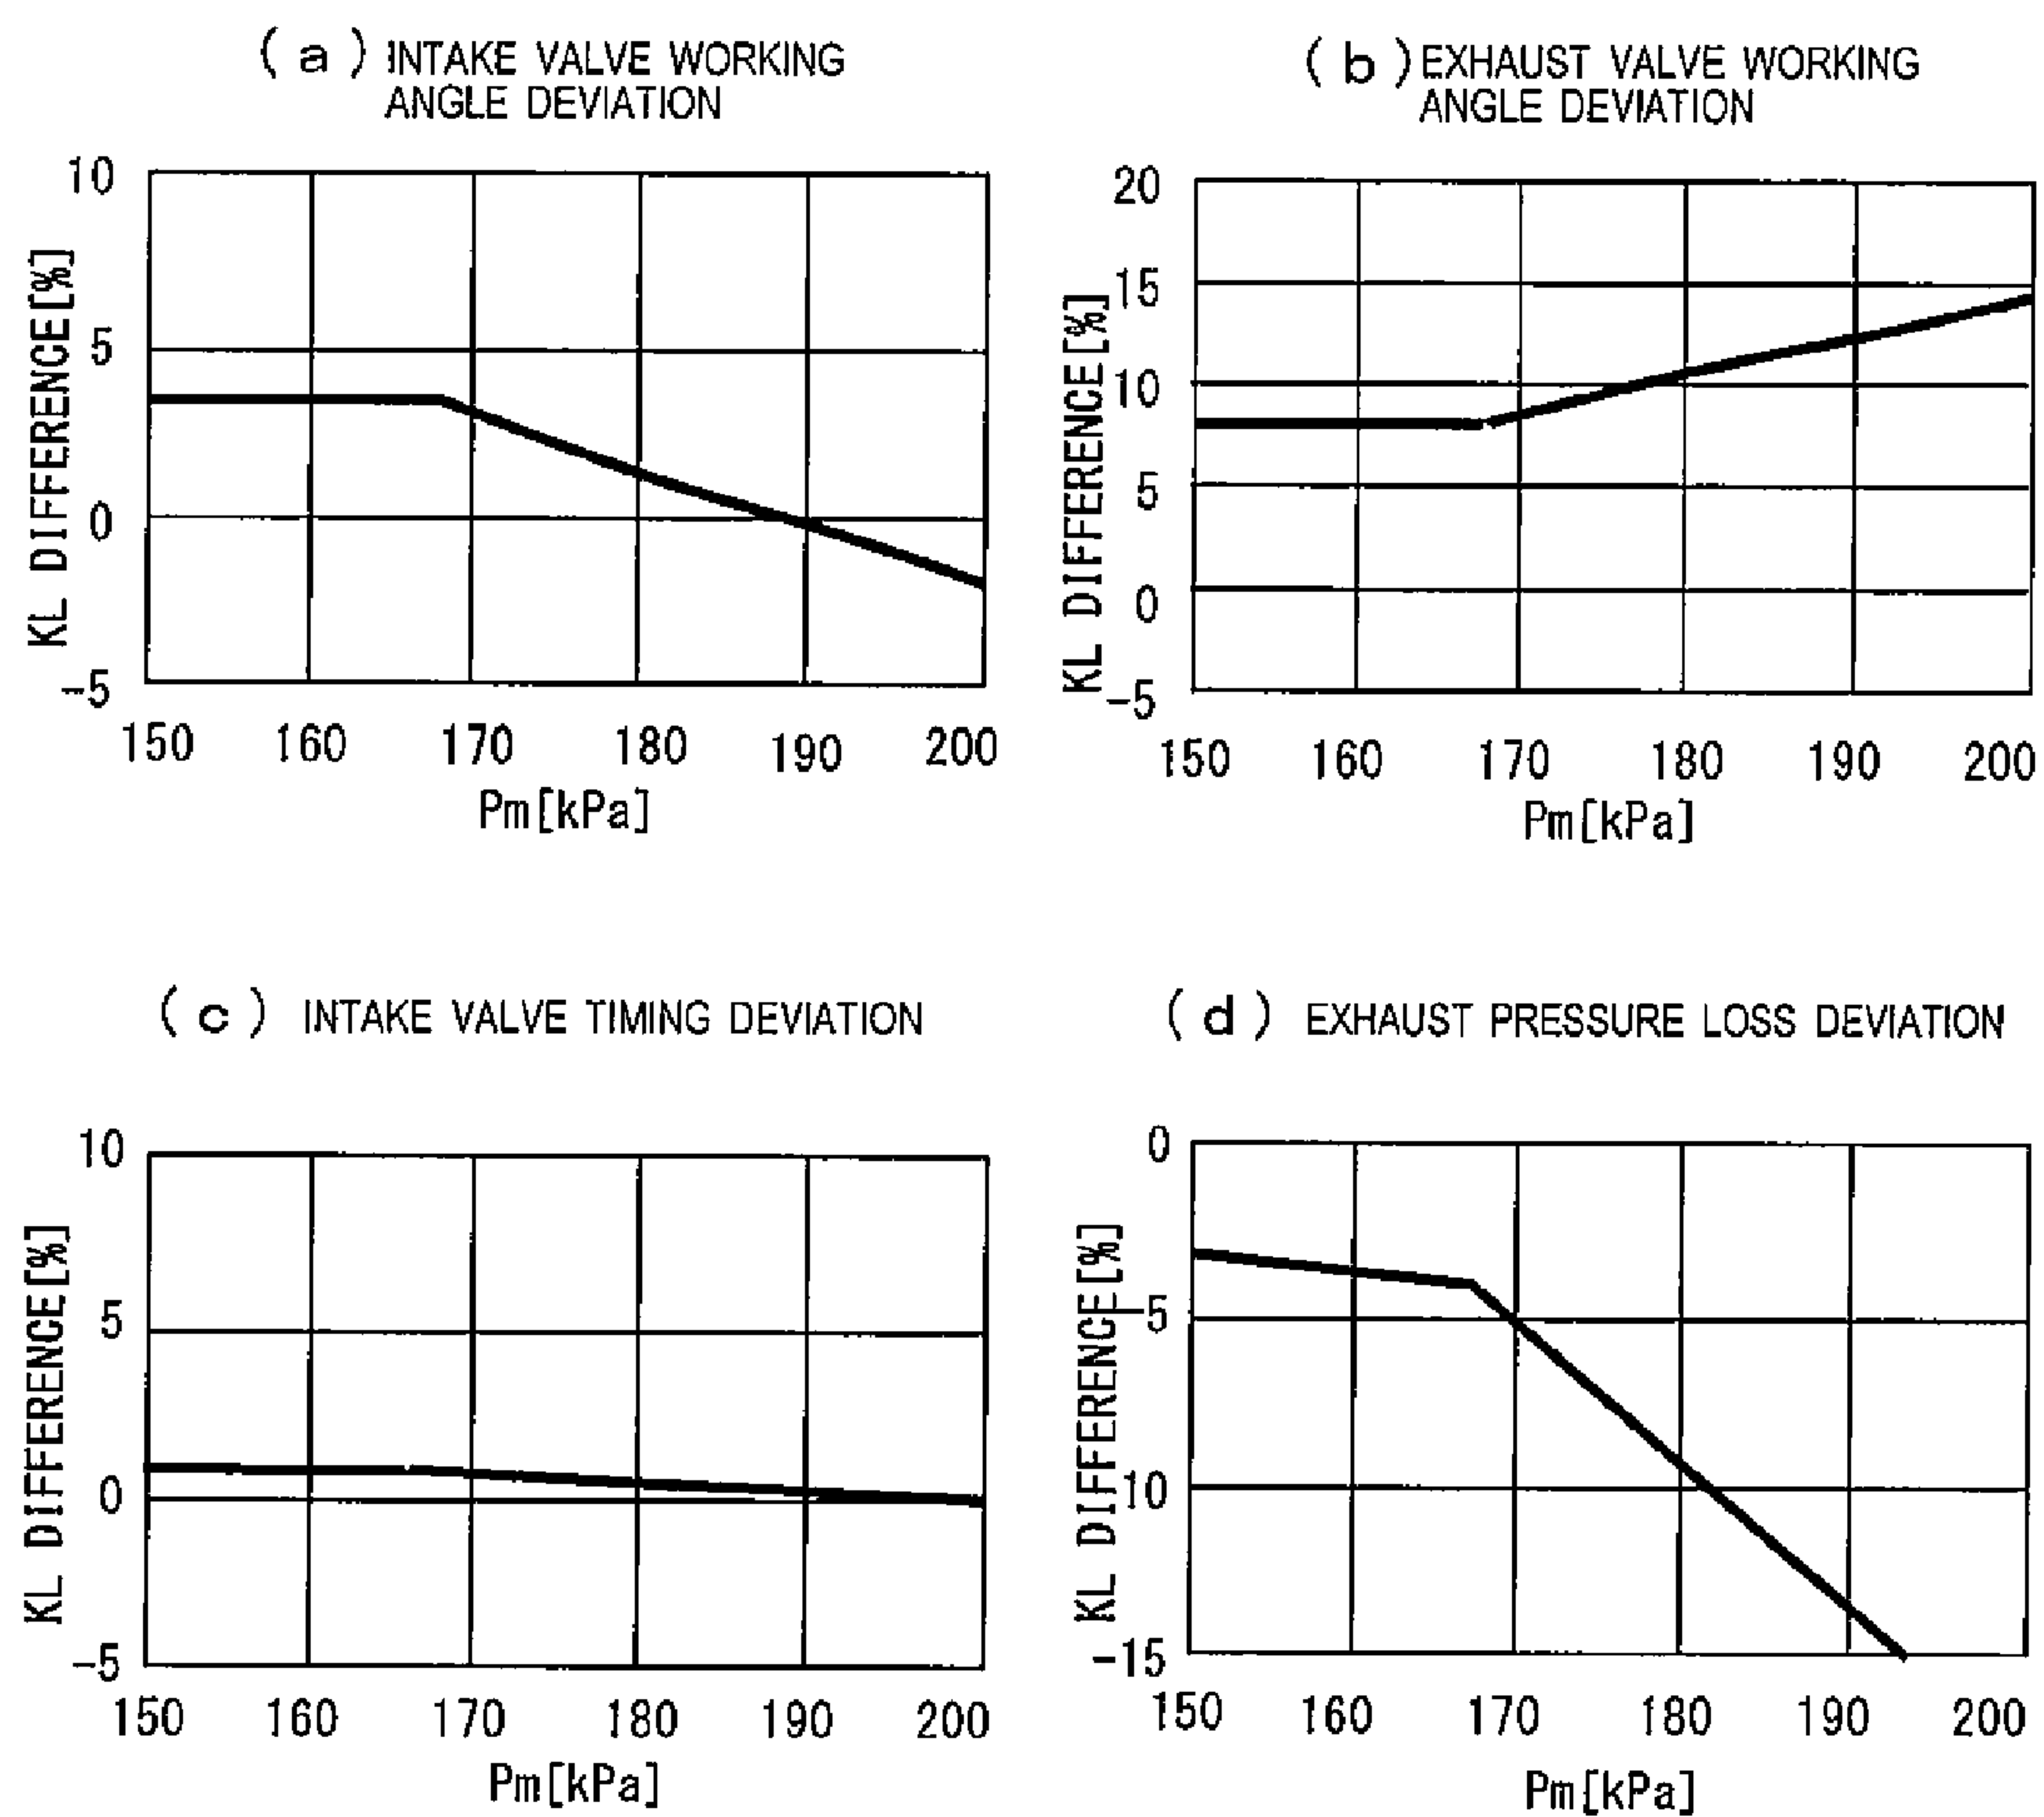 (a) INTAKE VALVE WORKING
ANGLE DEVIATION
10
5
0
-5
KL DIFFERENCE[%]
150 160 170 180 190 200
Pm[kPa]
(b) EXHAUST VALVE WORKING
ANGLE DEVIATION
20
15
10
5
0
-5
KL DIFFERENCE[%]
150 160 170 180 190 200
Pm[kPa]
(c) INTAKE VALVE TIMING DEVIATION
10
5
0
-5
KL DIFFERENCE[%]
150 160 170 180 190 200
Pm[kPa]
(d) EXHAUST PRESSURE LOSS DEVIATION
0
-5
-10
-15
KL DIFFERENCE[%]
150 160 170 180 190 200
Pm[kPa]